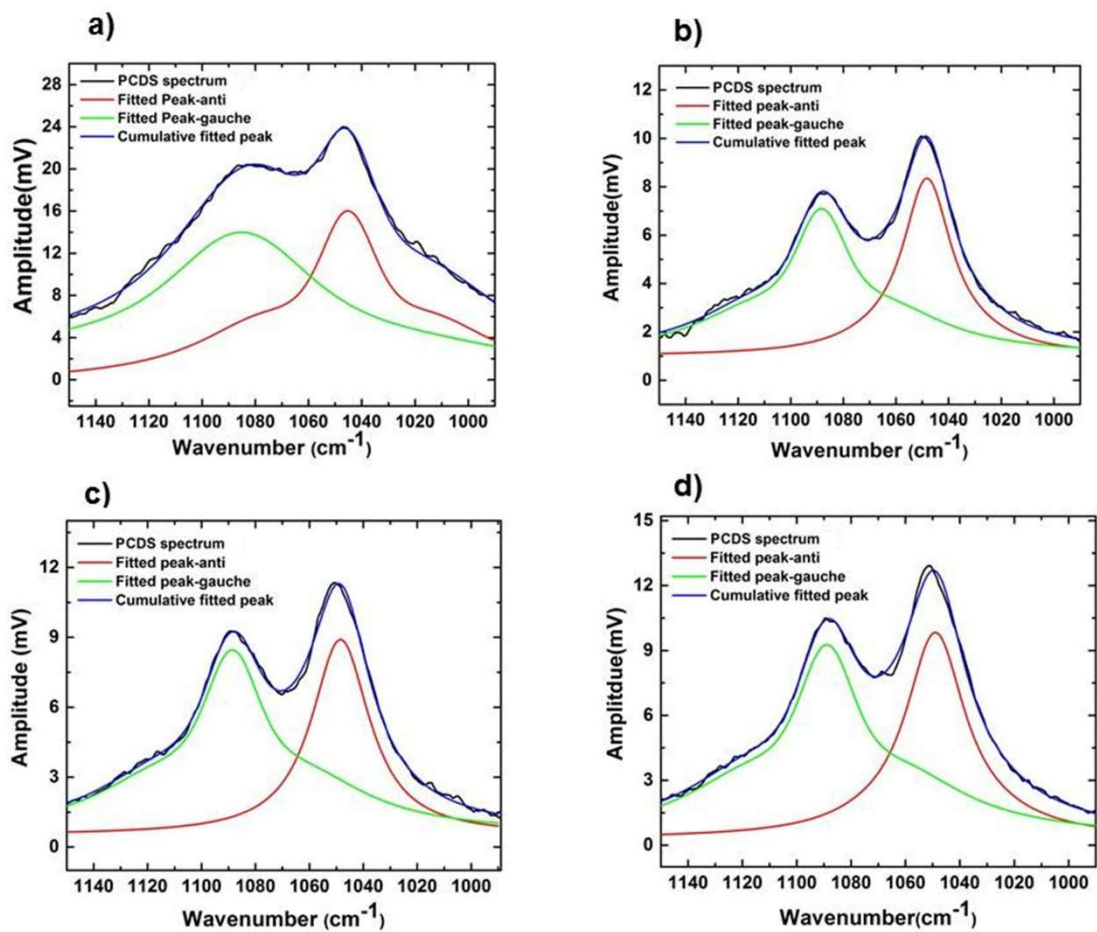 a)
PCDS spectrum
Fitted Peak-anti
Fitted Peak-gauche
Cumulative fitted peak
28
24
20
16
12
8
4
0
Amplitude(mV)
1140 1120 1100 1080 1060 1040 1020 1000
Wavenumber (cm-1)
b)
PCDS spectrum
Fitted peak-anti
Fitted peak-gauche
Cumulative fitted peak
12
10
8
6
4
2
0
Amplitude(mV)
1140 1120 1100 1080 1060 1040 1020 1000
Wavenumber (cm-1)
c)
PCDS spectrum
Fitted peak-anti
Fitted peak-gauche
Cumulative fitted peak
12
9
6
3
0
Amplitude (mV)
1140 1120 1100 1080 1060 1040 1020 1000
Wavenumber (cm-1)
d)
PCDS spectrum
Fitted peak-anti
Fitted peak-gauche
Cumulative fitted peak
15
12
9
6
3
0
Amplitdue(mV)
1140 1120 1100 1080 1060 1040 1020 1000
Wavenumber(cm-1)